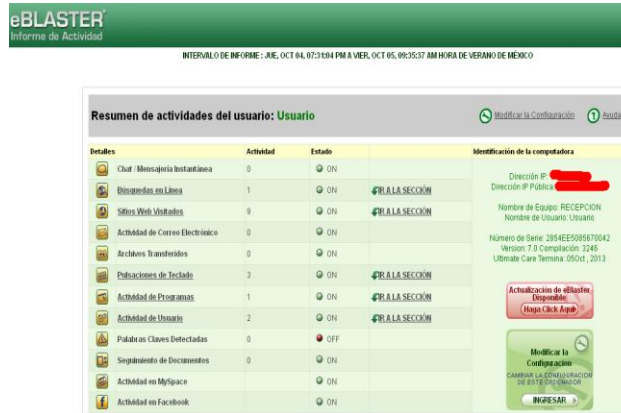 eBLASTER
Informe de Actividad
INTERVALO DE INFORME : JUE, OCT 04, 07:31:04 PM A VIER, OCT 05, 09:35:37 AM HORA DE VERANO DE MÉXICO
Resumen de actividades del usuario: Usuario
Modificar la Configuración
Ayuda
Detalles Actividad Estado Identificación de la computadora
Chat / Mensajería Instantánea 0 ON
Búsquedas en Línea 1 ON IR A LA SECCIÓN
Sitios Web Visitados 9 ON IR A LA SECCIÓN
Actividad de Correo Electrónico 0 ON
Archivos Transferidos 0 ON
Pulsaciones de Teclado 3 ON IR A LA SECCIÓN
Actividad de Programas 1 ON IR A LA SECCIÓN
Actividad de Usuario 2 ON IR A LA SECCIÓN
Palabras Claves Detectadas 0 OFF
Seguimiento de Documentos 0 ON
Actividad en MySpace ON
Actividad en Facebook ON
Dirección IP:
Dirección IP Pública:
Nombre de Equipo: RECEPCION
Nombre de Usuario: Usuario
Número de Serie: 2854EE5085670042
Version: 7.0 Compilación: 3246
Ultimate Care Termina: 05Oct , 2013
Actualización de eBlaster
Disponible
Haga Click Aquí
Modificar la
Configuración
CAMBIAR LA CONFIGURACIÓN
DE ESTE ORDENADOR
INGRESAR